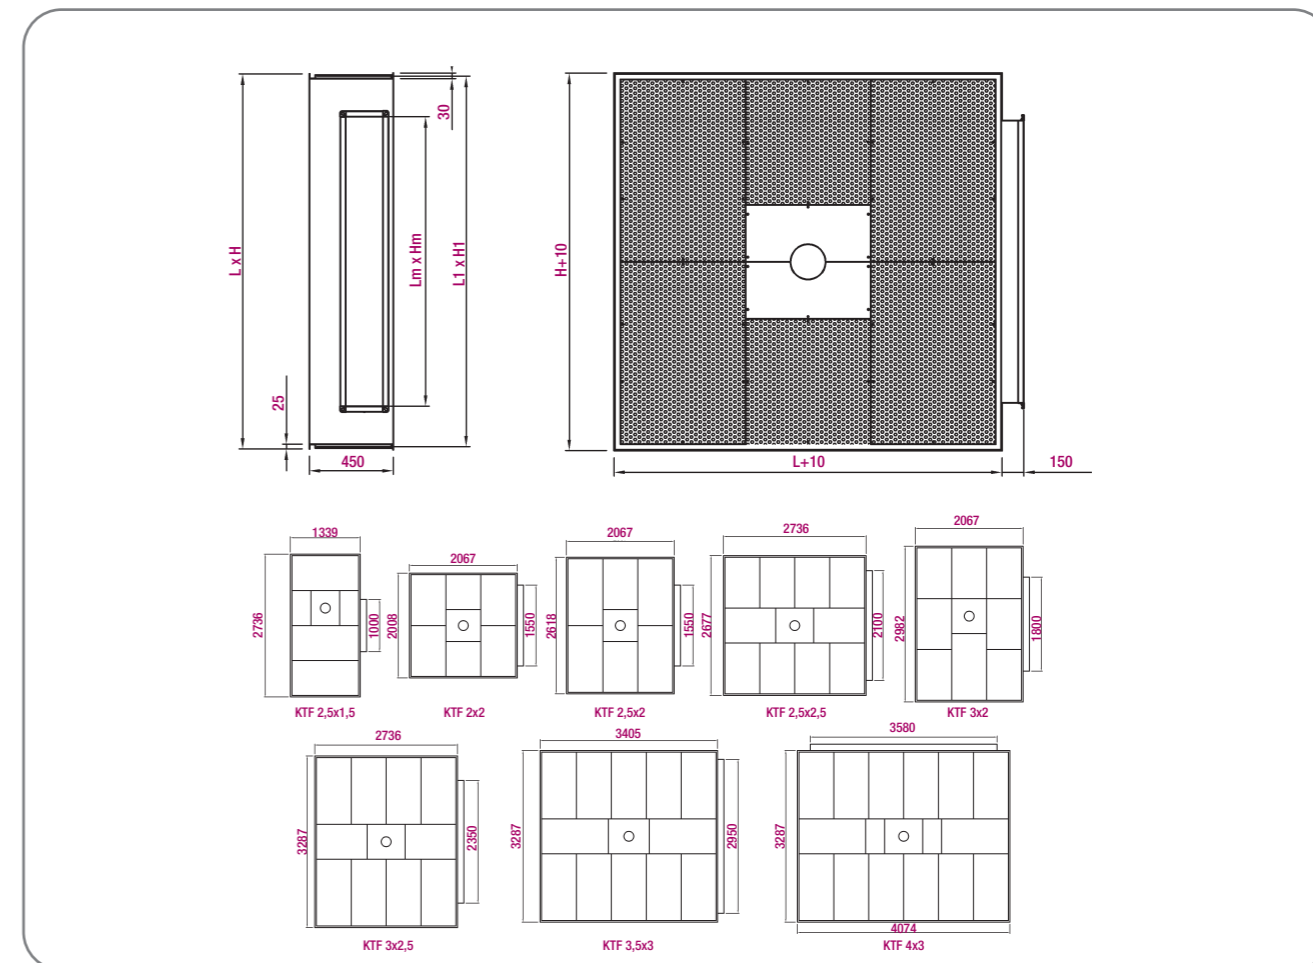 L x H
25
450
Lm x Hm
30
L1 x H1
H+10
L+10
150
1339
2736
1000
KTF 2,5x1,5
2067
2008
1550
KTF 2x2
2067
2618
1550
KTF 2,5x2
2736
2677
2100
KTF 2,5x2,5
2067
2982
1800
KTF 3x2
2736
3287
2350
KTF 3x2,5
3405
3287
2950
KTF 3,5x3
3580
3287
4074
KTF 4x3